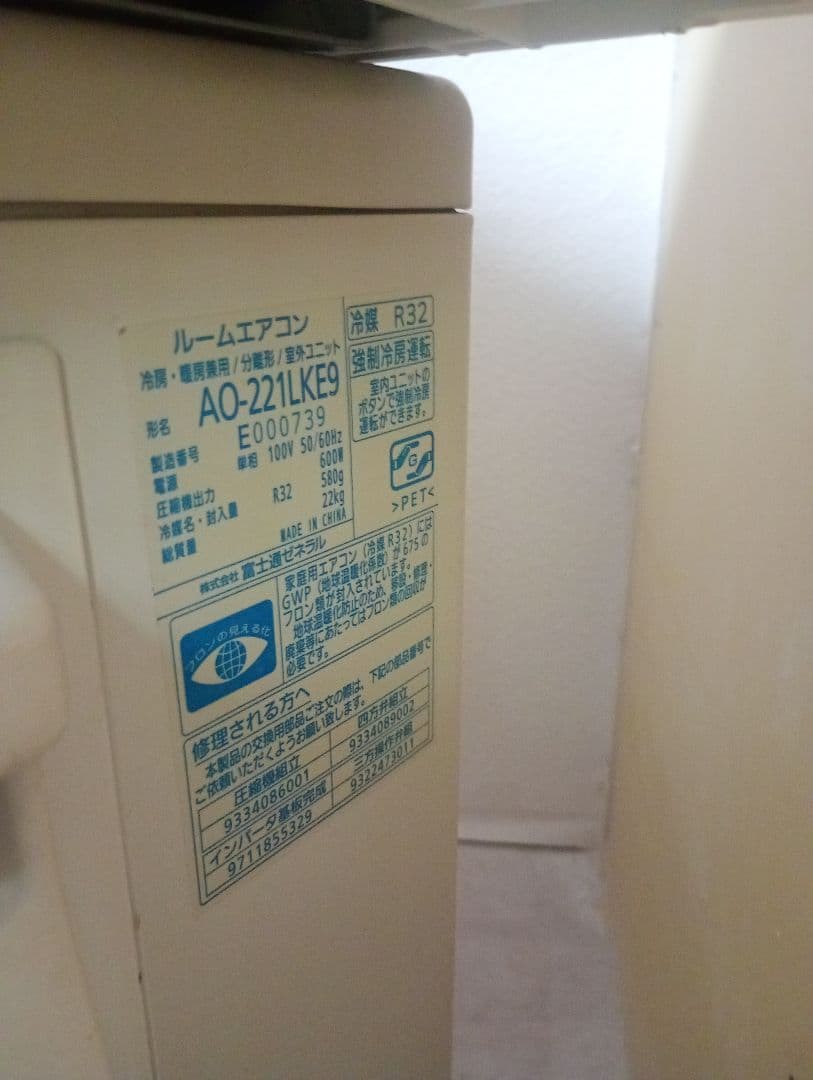 ルームエアコン
冷房・暖房兼用/分離形/室外ユニット
形名 AO-221LKE9
製造番号 E000739
電源 単相 100V 50/60Hz
圧縮機出力 600W
冷媒名・封入量 R32 580g
総質量 22kg
MADE IN CHINA
株式会社 富士通ゼネラル
冷媒 R32
強制冷房運転
室内ユニットの
ボタンで強制冷房
運転ができます。
G
>PET<
フロンの見える化
家庭用エアコン(冷媒R32)には
GWP(地球温暖化係数)が675の
フロン類が封入されています。
地球温暖化防止のため、移設・修理・
廃棄等にあたってはフロン類の回収が
必要です。
修理される方へ
本製品の交換用部品ご注文の際は、下記の部品番号で
ご依頼いただくようお願い致します。
圧縮機組立 四方弁組立
9334086001 9334089002
インバータ基板完成 三方操作弁組
9711855329 9322473011